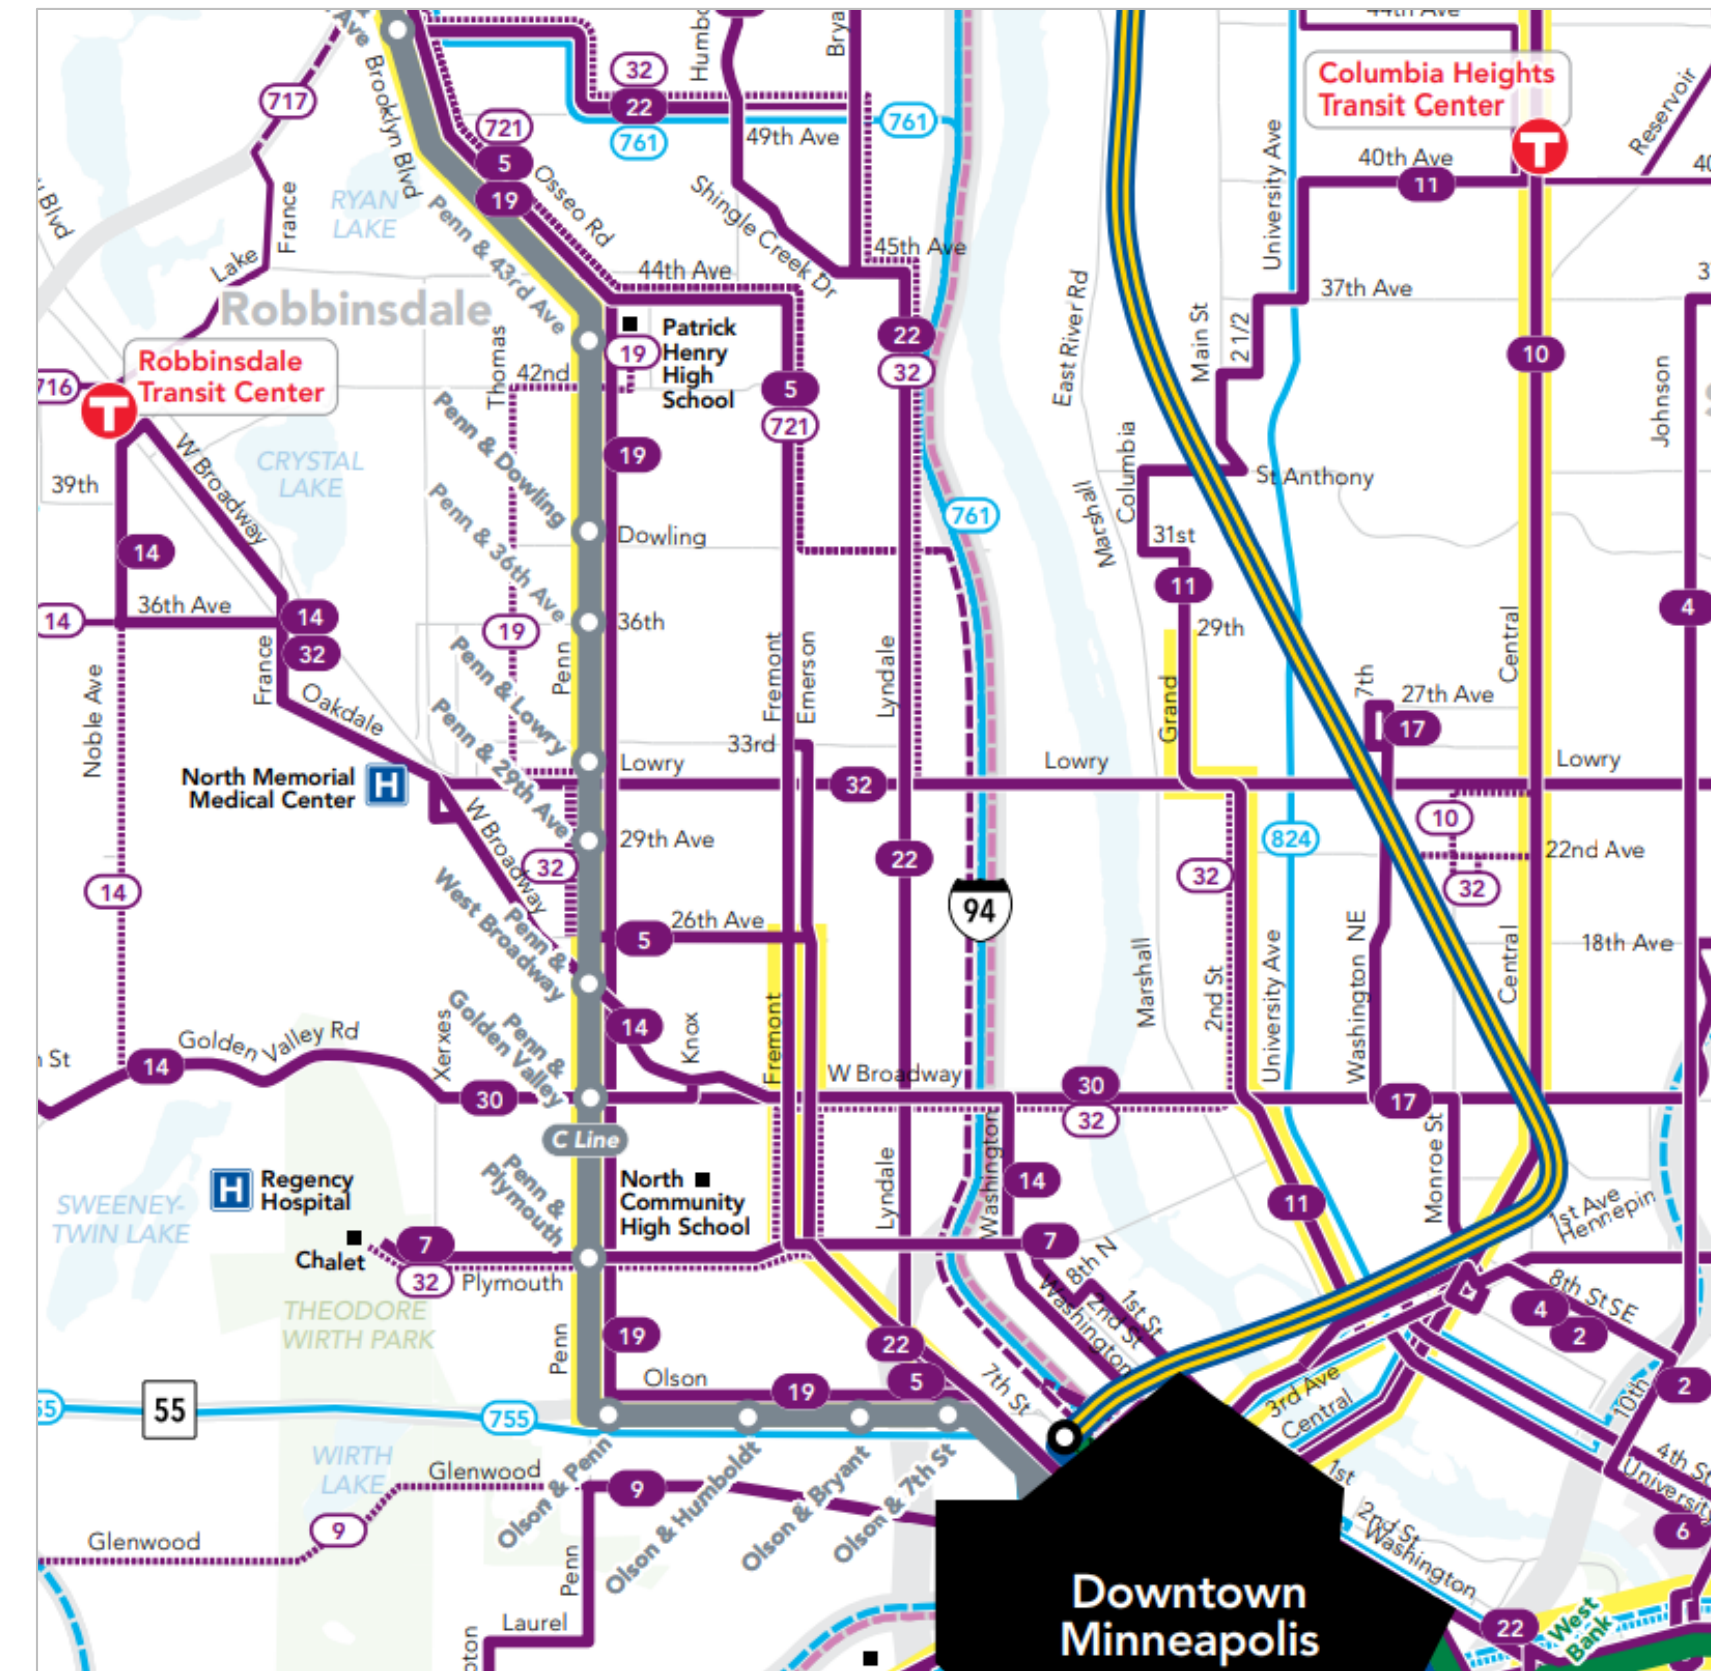 44th Ave
Ave
Brooklyn Blvd
Humbo
Brya
717
32
22
761
721
5
19
Osseo Rd
49th Ave
761
Columbia Heights
Transit Center
T
40th Ave
11
Reservoir
University Ave
Blvd
France
Lake
RYAN
LAKE
Penn & 43rd Ave
Shingle Creek Dr
45th Ave
44th Ave
Robbinsdale
Robbinsdale
Transit Center
T
716
Thomas
42nd
19
Patrick
Henry
High
School
5
721
22
32
East River Rd
Main St
2 1/2
37th Ave
10
Johnson
39th
W Broadway
CRYSTAL
LAKE
Penn & Dowling
19
Dowling
761
Marshall
Columbia
St Anthony
31st
11
29th
14
14
36th Ave
14
32
Penn & 36th Ave
19
36th
Penn
Fremont
Emerson
Lyndale
Central
4
Noble Ave
France
Oakdale
Penn & Lowry
Grand
7th
27th Ave
17
33rd
Lowry
32
Lowry
Lowry
North Memorial
Medical Center
H
Penn & 29th Ave
W Broadway
29th Ave
32
22
94
32
824
10
22nd Ave
32
14
Penn &
West Broadway
26th Ave
5
18th Ave
Central
Washington NE
University Ave
2nd St
Marshall
Fremont
Knox
14
Golden Valley Rd
14
Xerxes
30
Penn &
Golden Valley
W Broadway
30
32
17
n St
C Line
Penn &
Plymouth
North
Community
High School
Lyndale
Washington
14
11
Monroe St
1st Ave
Hennepin
H
Regency
Hospital
SWEENEY-
TWIN LAKE
Chalet
7
32
Plymouth
7
8th N
1st St
2nd St
Washington
8th St SE
4
2
THEODORE
WIRTH PARK
Penn
19
22
5
Olson
19
7th St
3rd Ave
Central
10th
2
55
55
755
WIRTH
LAKE
Glenwood
9
Olson & Penn
Olson & Humboldt
Olson & Bryant
Olson & 7th St
1st
2nd St
Washington
4th St
University
6
Glenwood
9
Penn
Laurel
Downtown
Minneapolis
22
West
Bank